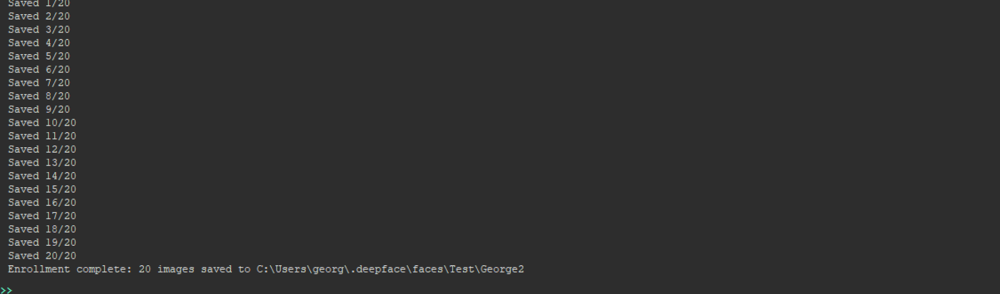 Saved 1/20
Saved 2/20
Saved 3/20
Saved 4/20
Saved 5/20
Saved 6/20
Saved 7/20
Saved 8/20
Saved 9/20
Saved 10/20
Saved 11/20
Saved 12/20
Saved 13/20
Saved 14/20
Saved 15/20
Saved 16/20
Saved 17/20
Saved 18/20
Saved 19/20
Saved 20/20
Enrollment complete: 20 images saved to C:\Users\georg\.deepface\faces\Test\George2
>>